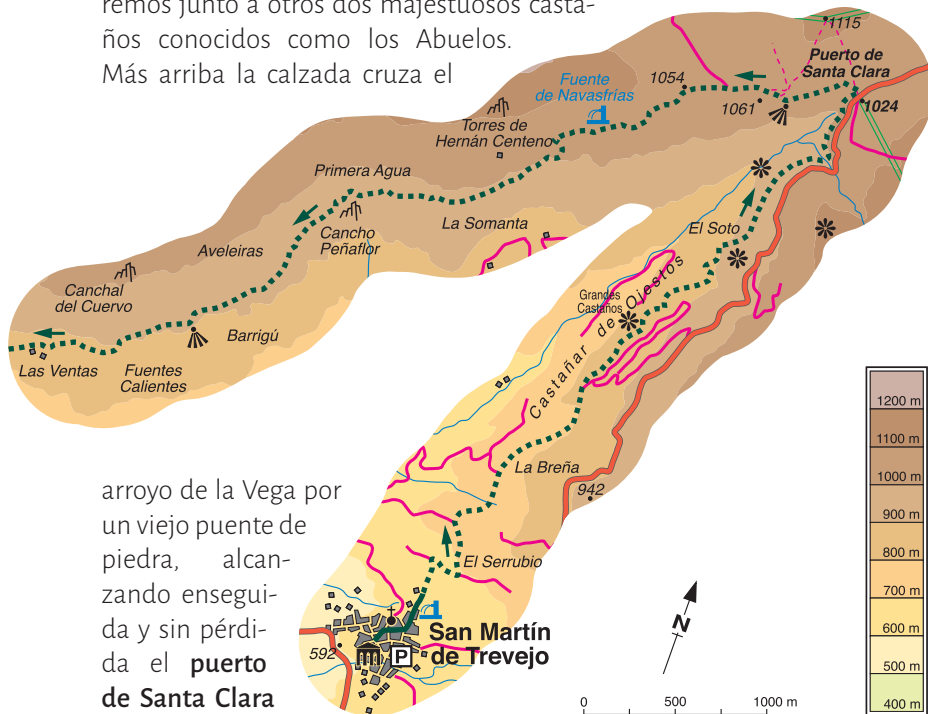 remos junto a otros dos majestuosos casta-
ños conocidos como los Abuelos.
Más arriba la calzada cruza el
1115
Puerto de
Santa Clara
1054
1061
1024
Fuente
de Navasfrías
Torres de
Hernán Centeno
Primera Agua
La Somanta
Cancho
Peñaflor
Aveleiras
Canchal
del Cuervo
Barrigú
Las Ventas
Fuentes
Calientes
El Soto
Grandes
Castaños
Castañar de Ojestos
La Breña
942
El Serrubio
San Martín
de Trevejo
P
592
arroyo de la Vega por
un viejo puente de
piedra, alcan-
zando ensegui-
da y sin pérdi-
da el puerto
de Santa Clara
N
0 500 1000 m
1200 m
1100 m
1000 m
900 m
800 m
700 m
600 m
500 m
400 m